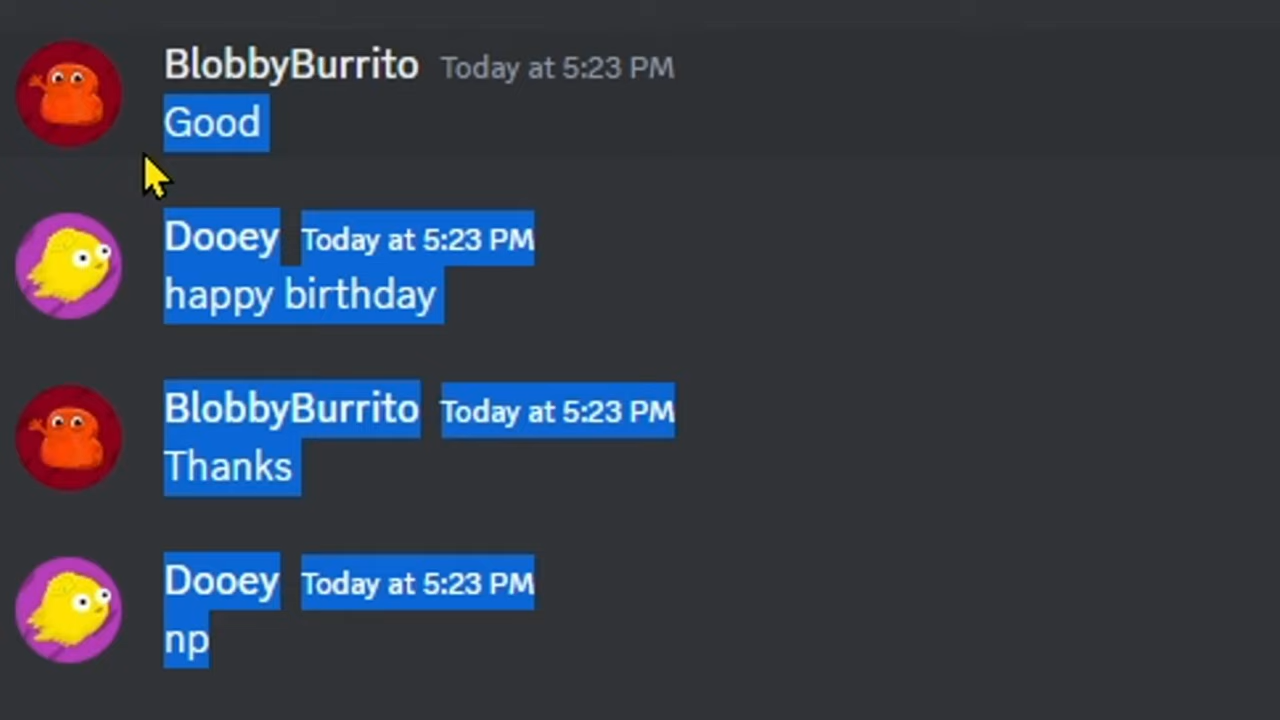 BlobbyBurrito Today at 5:23 PM
Good
Dooey Today at 5:23 PM
happy birthday
BlobbyBurrito Today at 5:23 PM
Thanks
Dooey Today at 5:23 PM
np